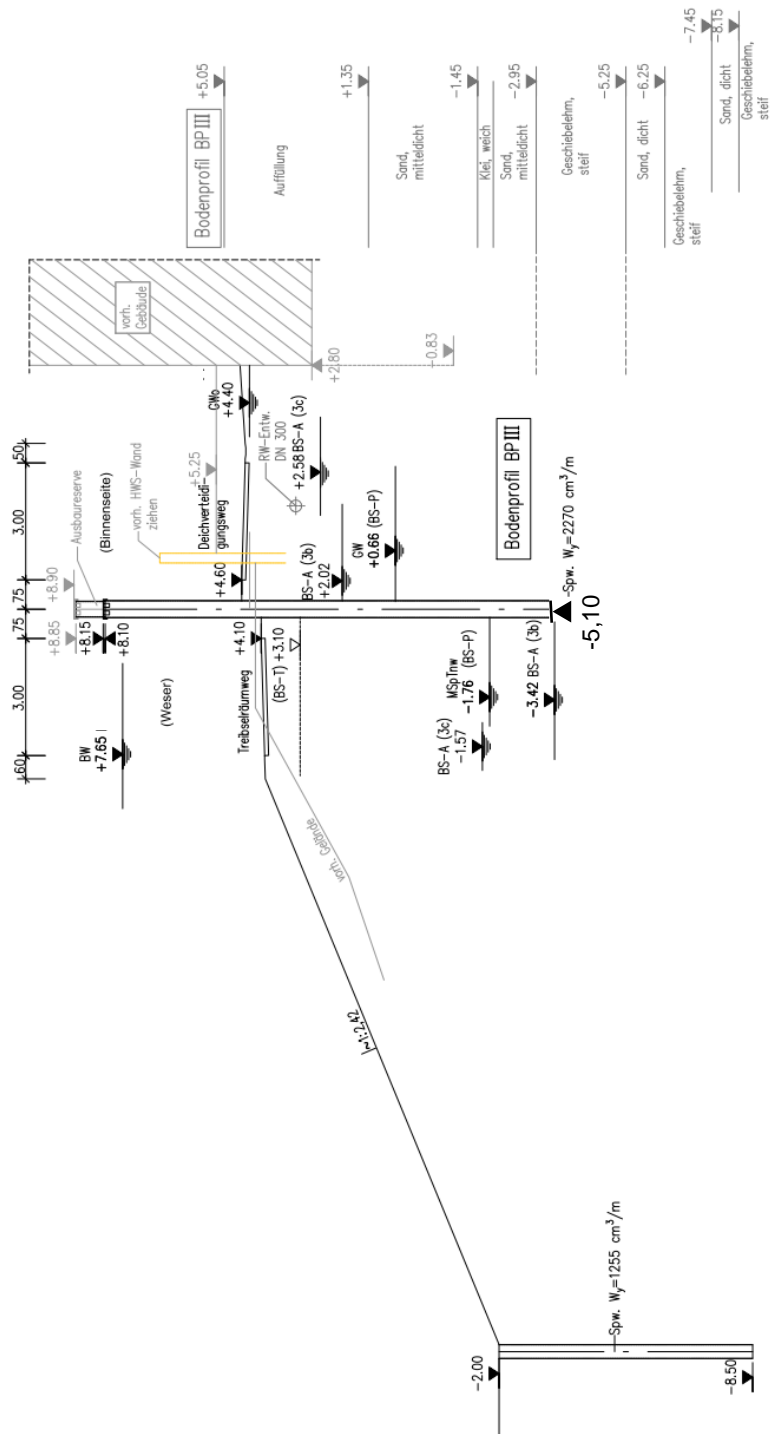 +5.05
+1.35
-1.45
-2.95
-5.25
-6.25
-7.45
-8.15
Bodenprofil BPIII
Auffüllung
Sand,
mitteldicht
Klei, weich
Sand,
mitteldicht
Geschiebelehm,
steif
Sand, dicht
Geschiebelehm,
steif
Sand, dicht
Geschiebelehm,
steif
vorh.
Gebäude
+2.80
+0.83
GWo
+4.40
.50
3.00
.75
.75
3.00
.60
Ausbaureserve
(Binnenseite)
vorh. HWS-Wand
ziehen
+5.25
Deichverteidi-
gungsweg
RW-Entw.
DN 300
+2.58 BS-A (3c)
BS-A (3b)
+2.02
GW
+0.66 (BS-P)
Bodenprofil BPIII
+8.90
+8.85
+8.15
+8.10
+4.60
+4.10
Spw. Wy=2270 cm³/m
-5,10
(Weser)
BW
+7.65
Treibselräumweg
(BS-T) +3.10
MSpTnw
-1.76 (BS-P)
BS-A (3c)
-1.57
-3.42 BS-A (3b)
vorh. Gelände
~1:2,42
Spw. Wy=1255 cm³/m
-2.00
-8.50